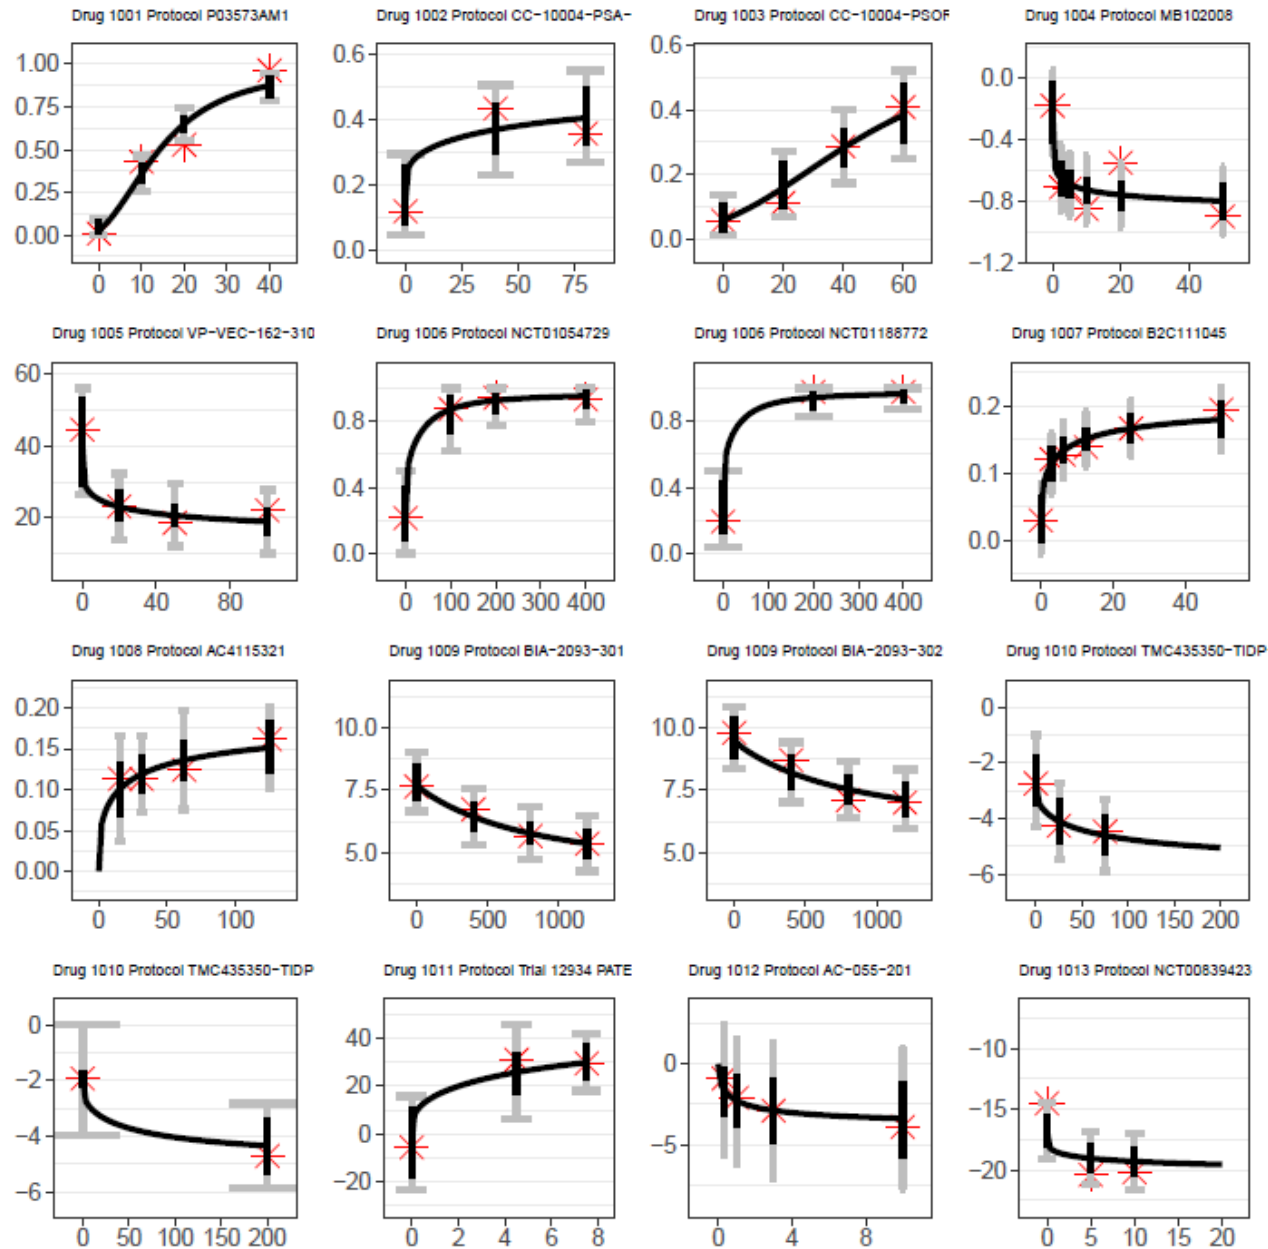 Drug 1001 Protocol P03573AM1
Drug 1002 Protocol CC-10004-PSA-
Drug 1003 Protocol CC-10004-PSOF
Drug 1004 Protocol MB102008
1.00
0.75
0.50
0.25
0.00
0 10 20 30 40
0.6
0.4
0.2
0.0
0 25 50 75
0.6
0.4
0.2
0.0
0 20 40 60
0.0
−0.4
−0.8
−1.2
0 20 40
Drug 1005 Protocol VP-VEC-162-310
Drug 1006 Protocol NCT01054729
Drug 1006 Protocol NCT01188772
Drug 1007 Protocol B2C111045
60
40
20
0 40 80
0.8
0.4
0.0
0 100 200 300 400
0.8
0.4
0.0
0 100 200 300 400
0.2
0.1
0.0
0 20 40
Drug 1008 Protocol AC4115321
Drug 1009 Protocol BIA-2093-301
Drug 1009 Protocol BIA-2093-302
Drug 1010 Protocol TMC435350-TIDP
0.20
0.15
0.10
0.05
0.00
0 50 100
10.0
7.5
5.0
0 500 1000
10.0
7.5
5.0
0 500 1000
0
−2
−4
−6
0 50 100 150 200
Drug 1010 Protocol TMC435350-TIDP
Drug 1011 Protocol Trial 12934 PATE
Drug 1012 Protocol AC-055-201
Drug 1013 Protocol NCT00839423
0
−2
−4
−6
0 50 100 150 200
40
20
0
−20
0 2 4 6 8
0
−5
0 4 8
−10
−15
−20
0 5 10 15 20